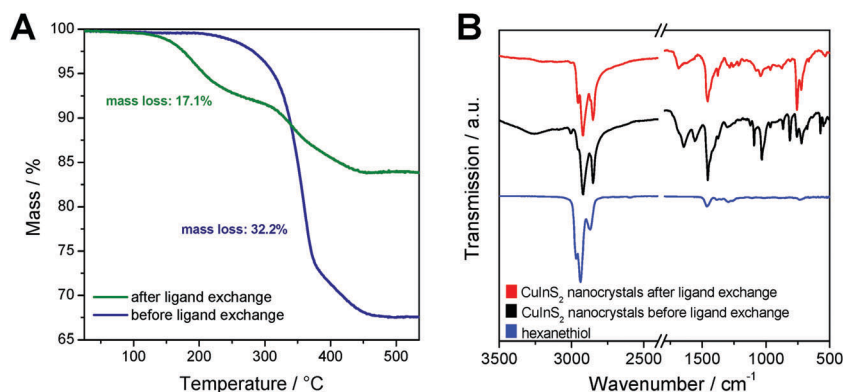 A
100
95
90
85
80
75
70
65
Mass / %
mass loss: 17.1%
mass loss: 32.2%
after ligand exchange
before ligand exchange
100
200
300
400
500
Temperature / °C
B
Transmission / a.u.
CuInS₂ nanocrystals after ligand exchange
CuInS₂ nanocrystals before ligand exchange
hexanethiol
3500
3000
2500
1500
1000
500
Wavenumber / cm⁻¹